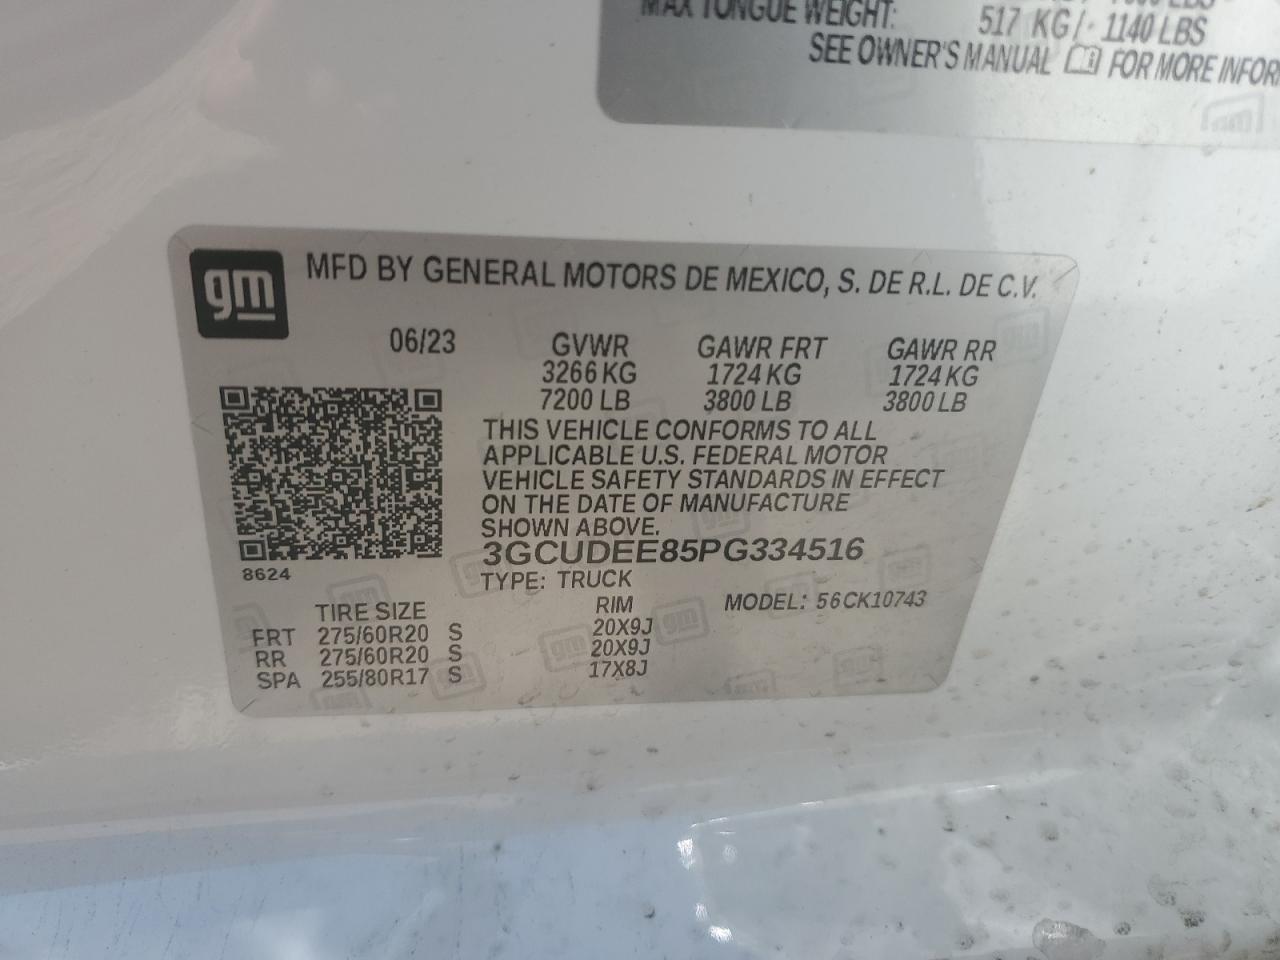 MAX TONGUE WEIGHT: 517 KG / 1140 LBS
SEE OWNER'S MANUAL FOR MORE INFOR
gm MFD BY GENERAL MOTORS DE MEXICO, S. DE R.L. DE C.V.
06/23 GVWR GAWR FRT GAWR RR
3266 KG 1724 KG 1724 KG
7200 LB 3800 LB 3800 LB
THIS VEHICLE CONFORMS TO ALL
APPLICABLE U.S. FEDERAL MOTOR
VEHICLE SAFETY STANDARDS IN EFFECT
ON THE DATE OF MANUFACTURE
SHOWN ABOVE.
3GCUDEE85PG334516
8624 TYPE: TRUCK
TIRE SIZE RIM MODEL: 56CK10743
FRT 275/60R20 S 20X9J
RR 275/60R20 S 20X9J
SPA 255/80R17 S 17X8J